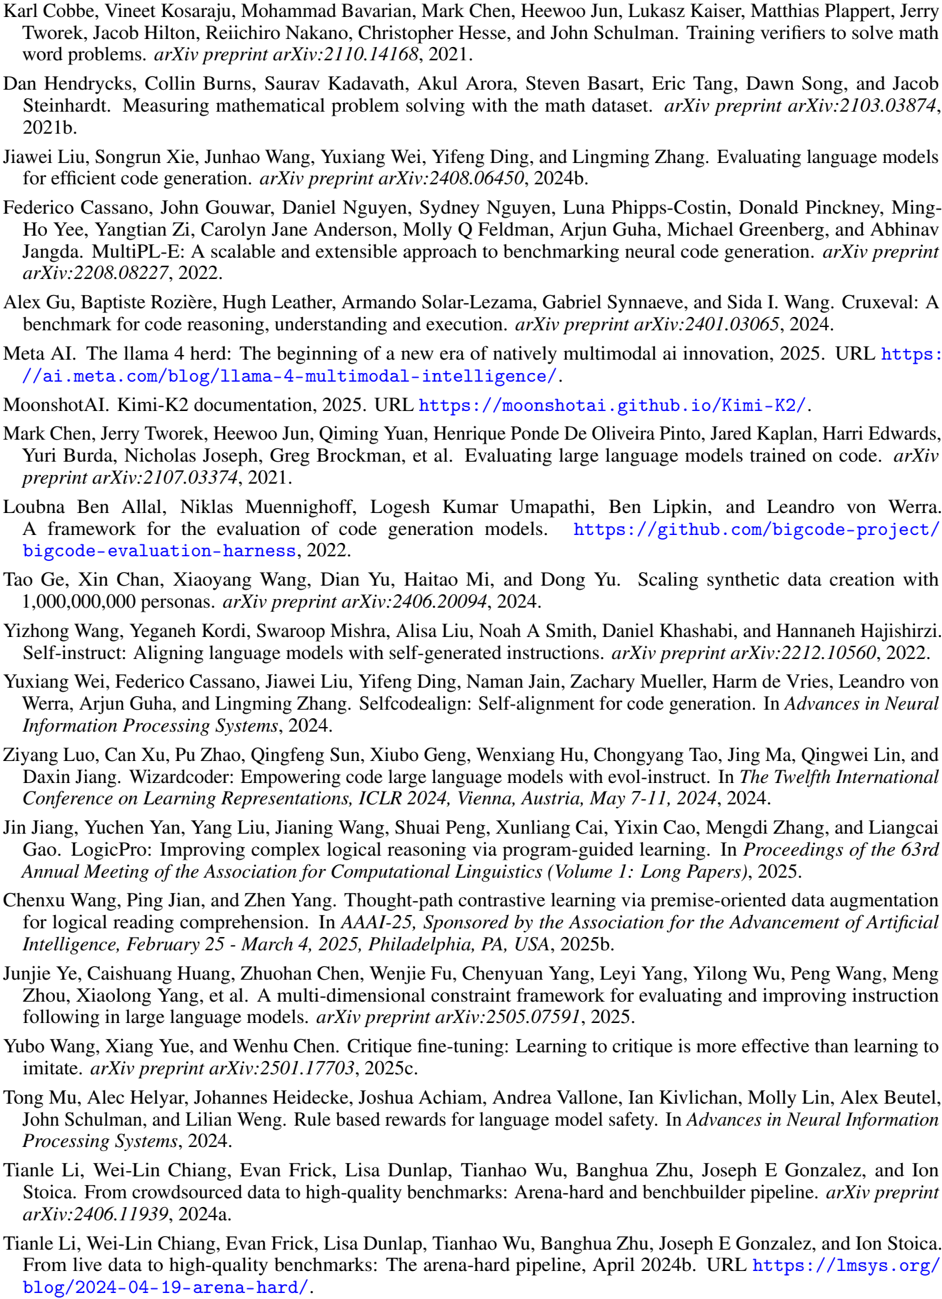 Karl Cobbe, Vineet Kosaraju, Mohammad Bavarian, Mark Chen, Heewoo Jun, Lukasz Kaiser, Matthias Plappert, Jerry
Tworek, Jacob Hilton, Reiichiro Nakano, Christopher Hesse, and John Schulman. Training verifiers to solve math
word problems. arXiv preprint arXiv:2110.14168, 2021.
Dan Hendrycks, Collin Burns, Saurav Kadavath, Akul Arora, Steven Basart, Eric Tang, Dawn Song, and Jacob
Steinhardt. Measuring mathematical problem solving with the math dataset. arXiv preprint arXiv:2103.03874,
2021b.
Jiawei Liu, Songrun Xie, Junhao Wang, Yuxiang Wei, Yifeng Ding, and Lingming Zhang. Evaluating language models
for efficient code generation. arXiv preprint arXiv:2408.06450, 2024b.
Federico Cassano, John Gouwar, Daniel Nguyen, Sydney Nguyen, Luna Phipps-Costin, Donald Pinckney, Ming-
Ho Yee, Yangtian Zi, Carolyn Jane Anderson, Molly Q Feldman, Arjun Guha, Michael Greenberg, and Abhinav
Jangda. MultiPL-E: A scalable and extensible approach to benchmarking neural code generation. arXiv preprint
arXiv:2208.08227, 2022.
Alex Gu, Baptiste Rozière, Hugh Leather, Armando Solar-Lezama, Gabriel Synnaeve, and Sida I. Wang. Cruxeval: A
benchmark for code reasoning, understanding and execution. arXiv preprint arXiv:2401.03065, 2024.
Meta AI. The llama 4 herd: The beginning of a new era of natively multimodal ai innovation, 2025. URL https:
//ai.meta.com/blog/llama-4-multimodal-intelligence/.
MoonshotAI. Kimi-K2 documentation, 2025. URL https://moonshotai.github.io/Kimi-K2/.
Mark Chen, Jerry Tworek, Heewoo Jun, Qiming Yuan, Henrique Ponde De Oliveira Pinto, Jared Kaplan, Harri Edwards,
Yuri Burda, Nicholas Joseph, Greg Brockman, et al. Evaluating large language models trained on code. arXiv
preprint arXiv:2107.03374, 2021.
Loubna Ben Allal, Niklas Muennighoff, Logesh Kumar Umapathi, Ben Lipkin, and Leandro von Werra.
A framework for the evaluation of code generation models. https://github.com/bigcode-project/
bigcode-evaluation-harness, 2022.
Tao Ge, Xin Chan, Xiaoyang Wang, Dian Yu, Haitao Mi, and Dong Yu. Scaling synthetic data creation with
1,000,000,000 personas. arXiv preprint arXiv:2406.20094, 2024.
Yizhong Wang, Yeganeh Kordi, Swaroop Mishra, Alisa Liu, Noah A Smith, Daniel Khashabi, and Hannaneh Hajishirzi.
Self-instruct: Aligning language models with self-generated instructions. arXiv preprint arXiv:2212.10560, 2022.
Yuxiang Wei, Federico Cassano, Jiawei Liu, Yifeng Ding, Naman Jain, Zachary Mueller, Harm de Vries, Leandro von
Werra, Arjun Guha, and Lingming Zhang. Selfcodealign: Self-alignment for code generation. In Advances in Neural
Information Processing Systems, 2024.
Ziyang Luo, Can Xu, Pu Zhao, Qingfeng Sun, Xiubo Geng, Wenxiang Hu, Chongyang Tao, Jing Ma, Qingwei Lin, and
Daxin Jiang. Wizardcoder: Empowering code large language models with evol-instruct. In The Twelfth International
Conference on Learning Representations, ICLR 2024, Vienna, Austria, May 7-11, 2024, 2024.
Jin Jiang, Yuchen Yan, Yang Liu, Jianing Wang, Shuai Peng, Xunliang Cai, Yixin Cao, Mengdi Zhang, and Liangcai
Gao. LogicPro: Improving complex logical reasoning via program-guided learning. In Proceedings of the 63rd
Annual Meeting of the Association for Computational Linguistics (Volume 1: Long Papers), 2025.
Chenxu Wang, Ping Jian, and Zhen Yang. Thought-path contrastive learning via premise-oriented data augmentation
for logical reading comprehension. In AAAI-25, Sponsored by the Association for the Advancement of Artificial
Intelligence, February 25 - March 4, 2025, Philadelphia, PA, USA, 2025b.
Junjie Ye, Caishuang Huang, Zhuohan Chen, Wenjie Fu, Chenyuan Yang, Leyi Yang, Yilong Wu, Peng Wang, Meng
Zhou, Xiaolong Yang, et al. A multi-dimensional constraint framework for evaluating and improving instruction
following in large language models. arXiv preprint arXiv:2505.07591, 2025.
Yubo Wang, Xiang Yue, and Wenhu Chen. Critique fine-tuning: Learning to critique is more effective than learning to
imitate. arXiv preprint arXiv:2501.17703, 2025c.
Tong Mu, Alec Helyar, Johannes Heidecke, Joshua Achiam, Andrea Vallone, Ian Kivlichan, Molly Lin, Alex Beutel,
John Schulman, and Lilian Weng. Rule based rewards for language model safety. In Advances in Neural Information
Processing Systems, 2024.
Tianle Li, Wei-Lin Chiang, Evan Frick, Lisa Dunlap, Tianhao Wu, Banghua Zhu, Joseph E Gonzalez, and Ion
Stoica. From crowdsourced data to high-quality benchmarks: Arena-hard and benchbuilder pipeline. arXiv preprint
arXiv:2406.11939, 2024a.
Tianle Li, Wei-Lin Chiang, Evan Frick, Lisa Dunlap, Tianhao Wu, Banghua Zhu, Joseph E Gonzalez, and Ion Stoica.
From live data to high-quality benchmarks: The arena-hard pipeline, April 2024b. URL https://lmsys.org/
blog/2024-04-19-arena-hard/.